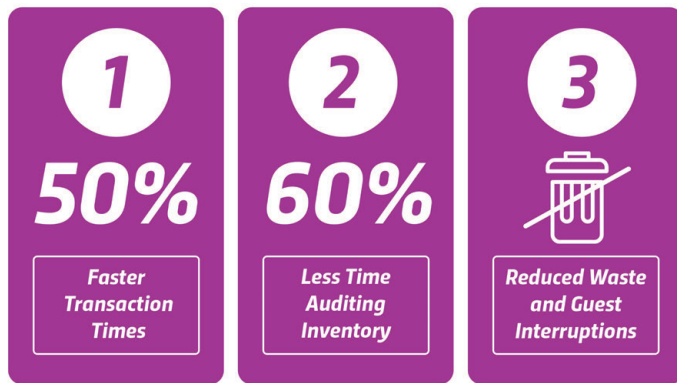 1
50%
Faster
Transaction
Times
2
60%
Less Time
Auditing
Inventory
3
Reduced Waste
and Guest
Interruptions